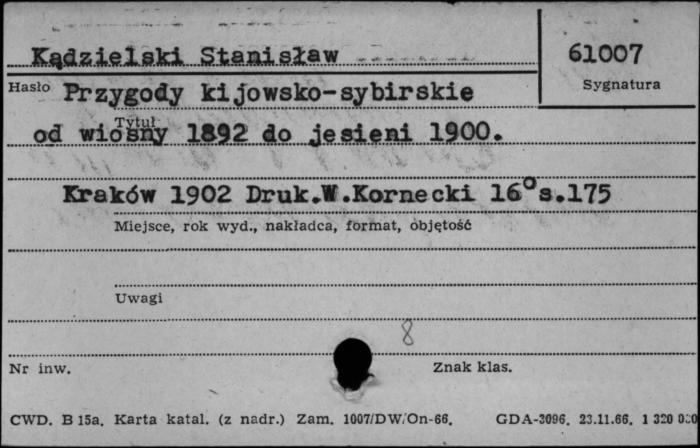 Kądzielski Stanisław
61007
Hasło
Sygnatura
Przygody kijowsko-sybirskie
Tytuł
od wiosny 1892 do jesieni 1900.
Kraków 1902 Druk.W.Kornecki 16°s.175
Miejsce, rok wyd., nakładca, format, objętość
Uwagi
8
Nr inw.
Znak klas.
CWD. B 15a. Karta katal. (z nadr.) Zam. 1007/DW/On-66. GDA-3096. 23.11.66. 1 320 000